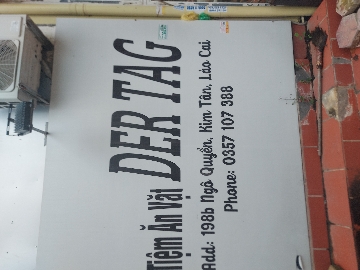 Tiệm Ăn Vặt
DER TAG
Add: 198b Ngô Quyền, Kim Tân, Lào Cai
Phone: 0357 107 388